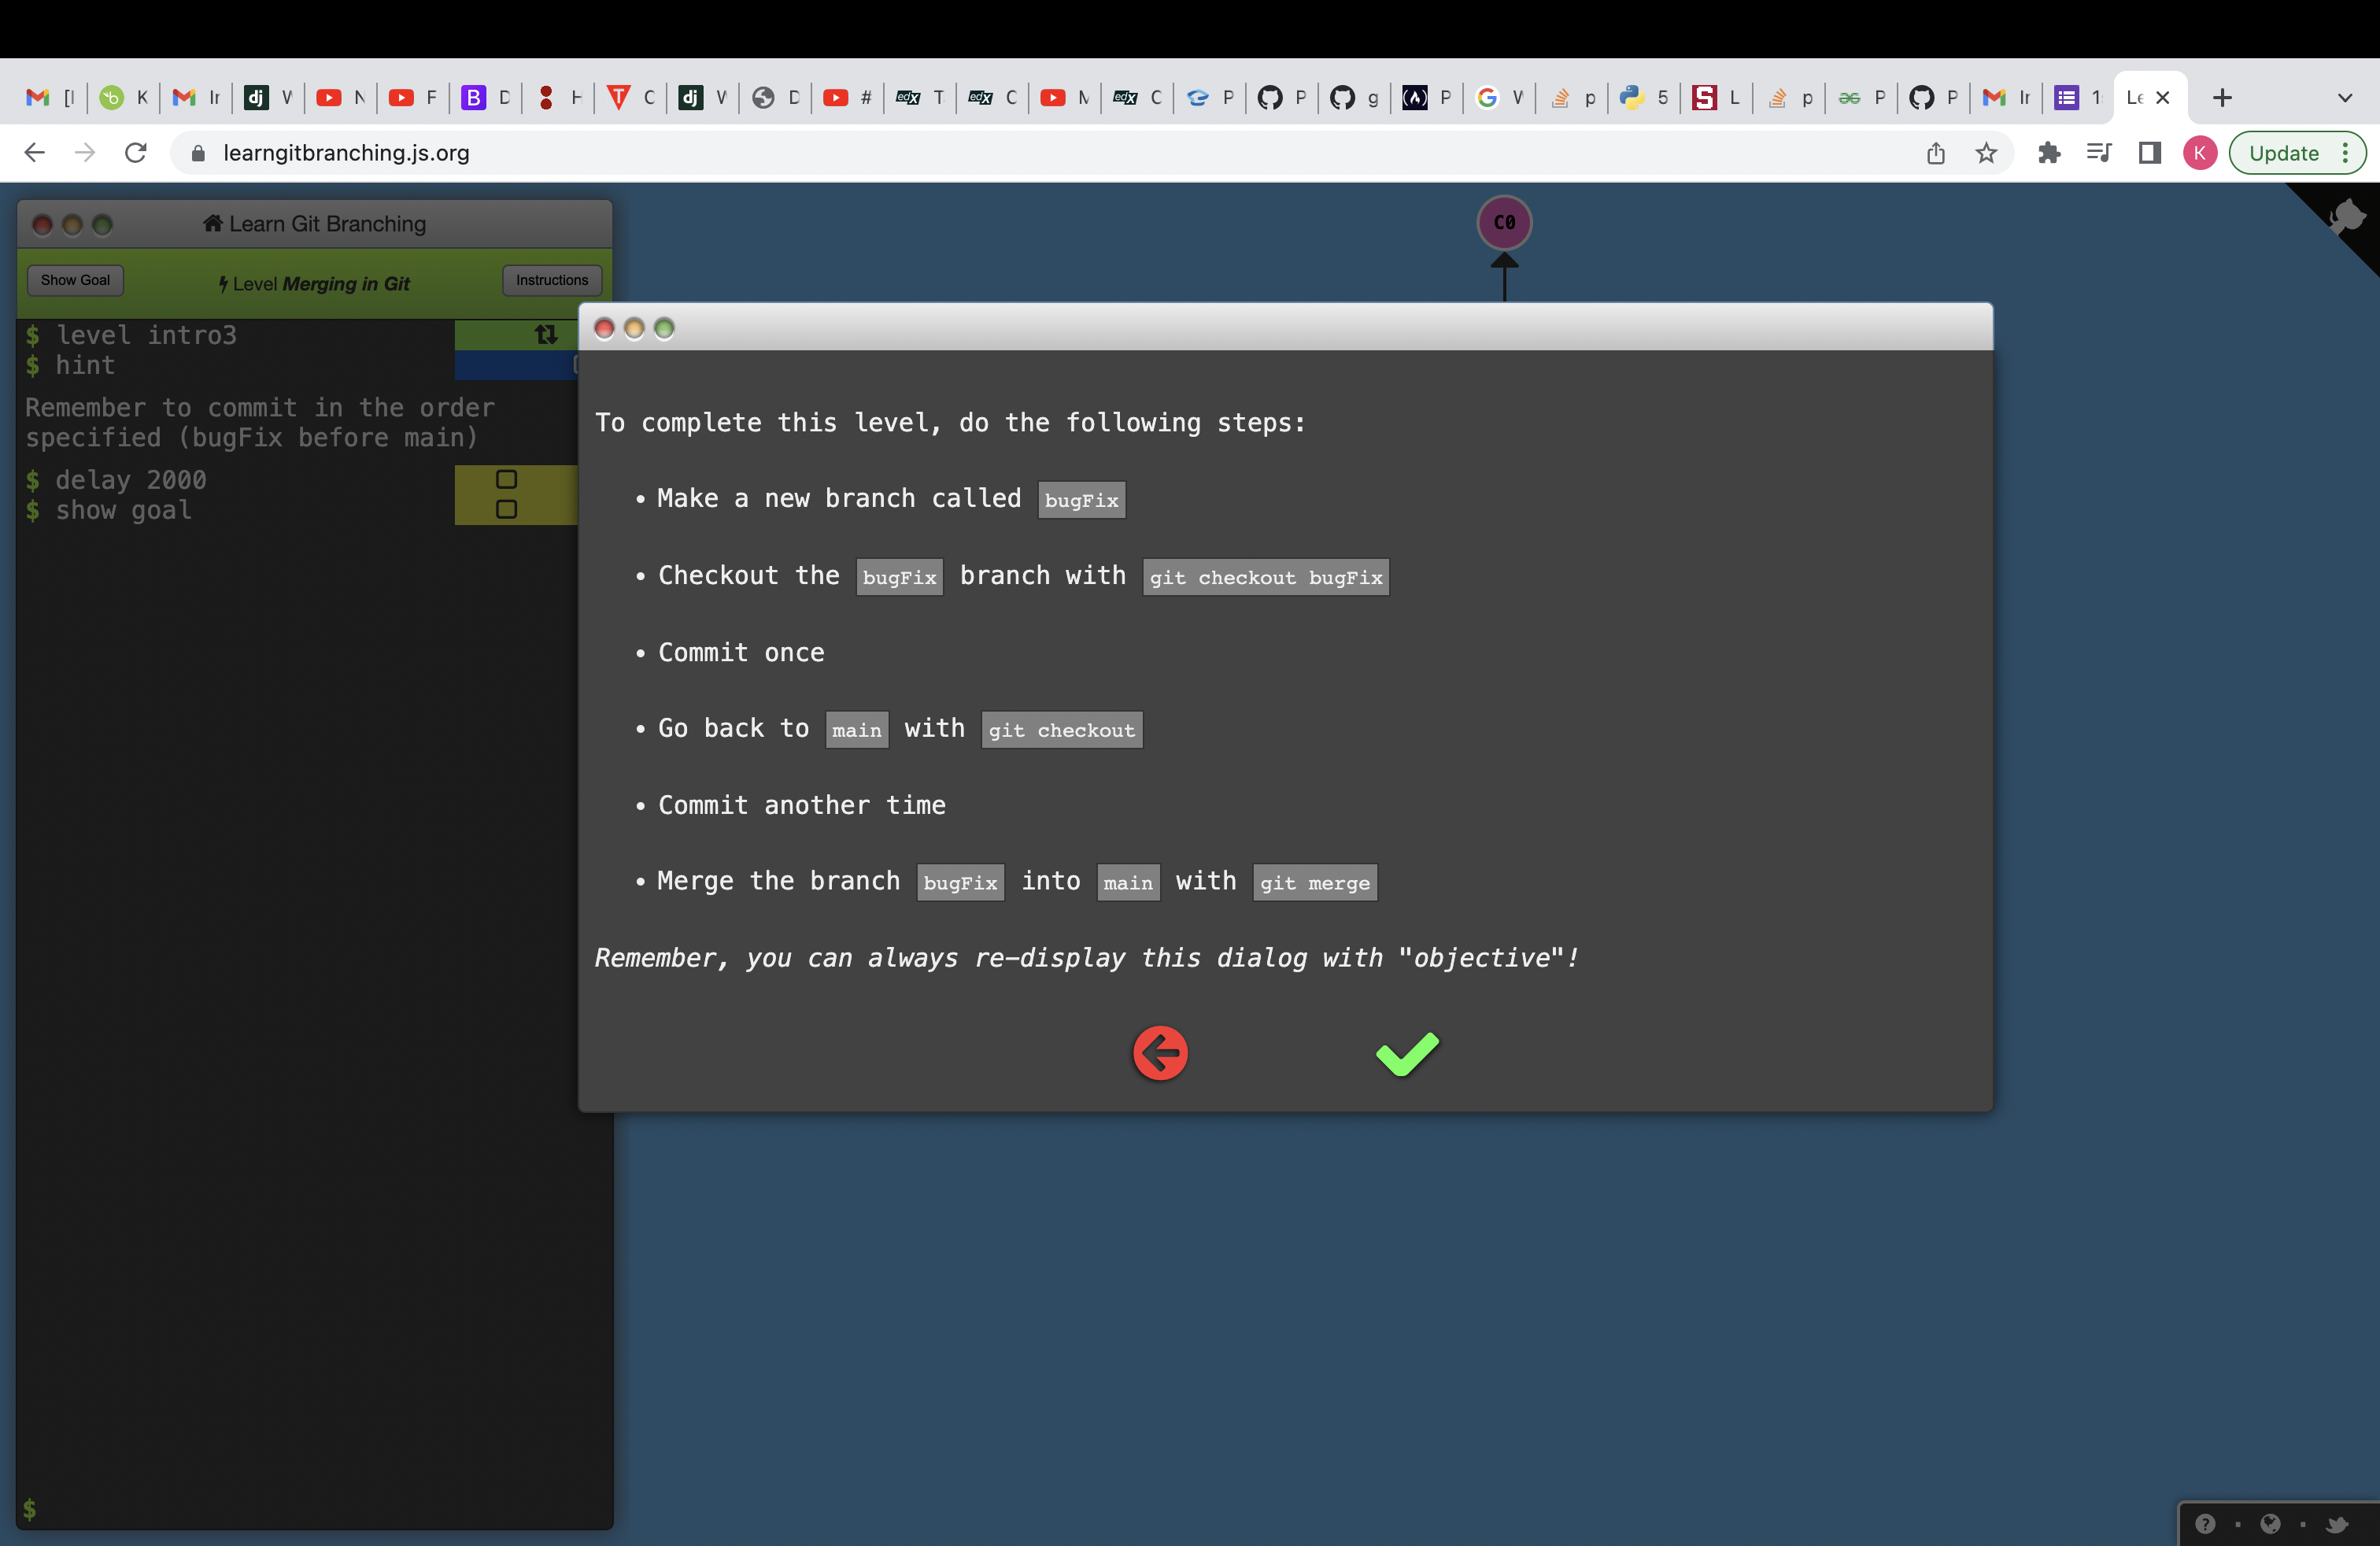 [I K Ir V N F B D H T C dj V D # edX T edX C M edX C P P g P G V p 5 S L p P P Ir 1: Le
learngitbranching.js.org K Update
Learn Git Branching
C0
Show Goal Level Merging in Git Instructions
$ level intro3
$ hint
Remember to commit in the order
specified (bugFix before main)
$ delay 2000
$ show goal
To complete this level, do the following steps:
• Make a new branch called bugFix
• Checkout the bugFix branch with git checkout bugFix
• Commit once
• Go back to main with git checkout
• Commit another time
• Merge the branch bugFix into main with git merge
Remember, you can always re-display this dialog with "objective"!
$